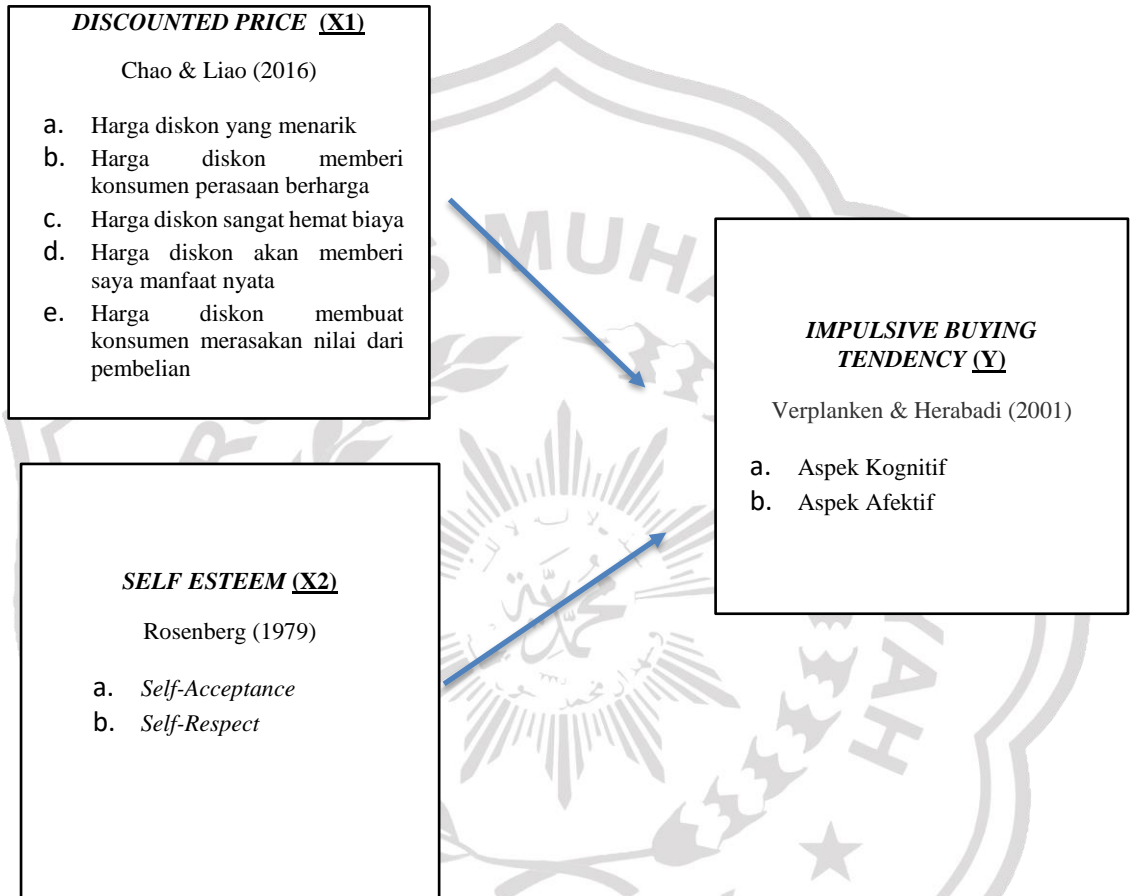 DISCOUNTED PRICE (X1)
Chao & Liao (2016)
a. Harga diskon yang menarik
b. Harga diskon memberi
konsumen perasaan berharga
c. Harga diskon sangat hemat biaya
d. Harga diskon akan memberi
saya manfaat nyata
e. Harga diskon membuat
konsumen merasakan nilai dari
pembelian
SELF ESTEEM (X2)
Rosenberg (1979)
a. Self-Acceptance
b. Self-Respect
IMPULSIVE BUYING
TENDENCY (Y)
Verplanken & Herabadi (2001)
a. Aspek Kognitif
b. Aspek Afektif